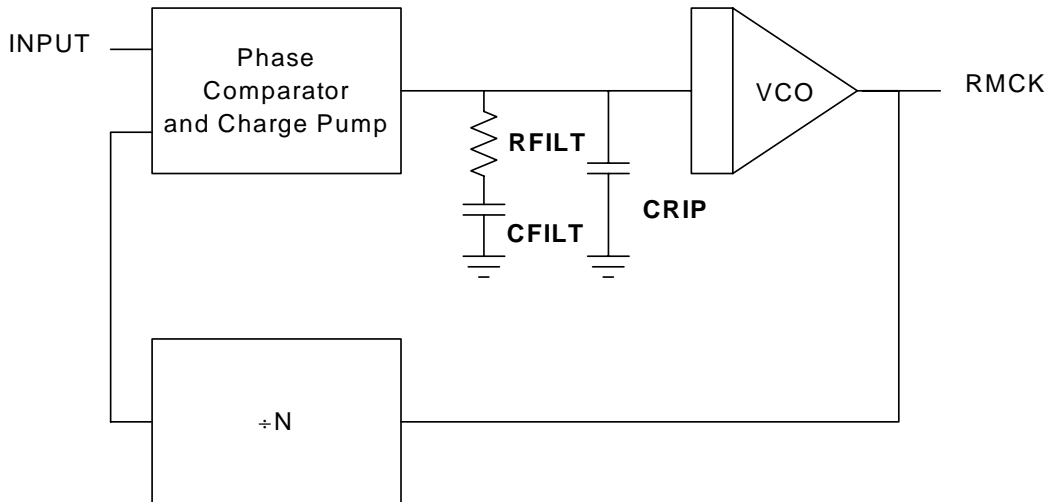 INPUT
Phase
Comparator
and Charge Pump
VCO
RMCK
RFILT
CRIP
CFILT
÷N